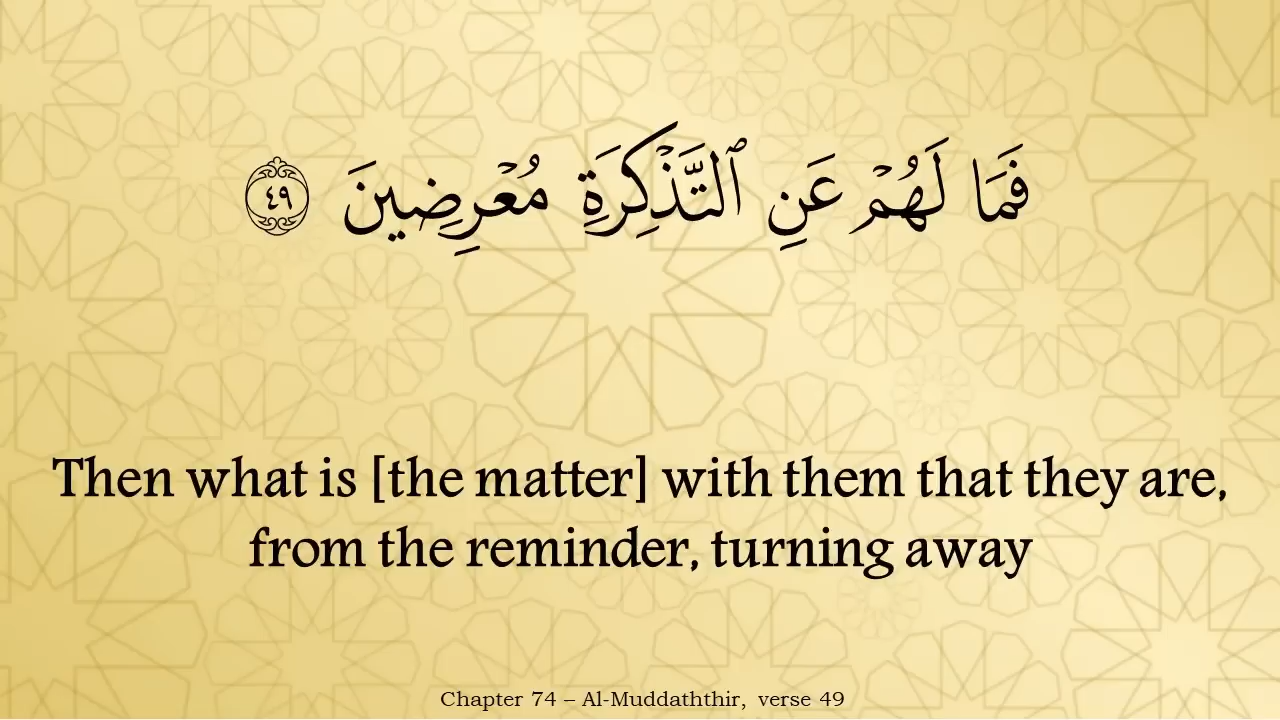 فَمَا لَهُمْ عَنِ ٱلتَّذْكِرَةِ مُعْرِضِينَ ٤٩
Then what is [the matter] with them that they are,
from the reminder, turning away
Chapter 74 – Al-Muddaththir, verse 49